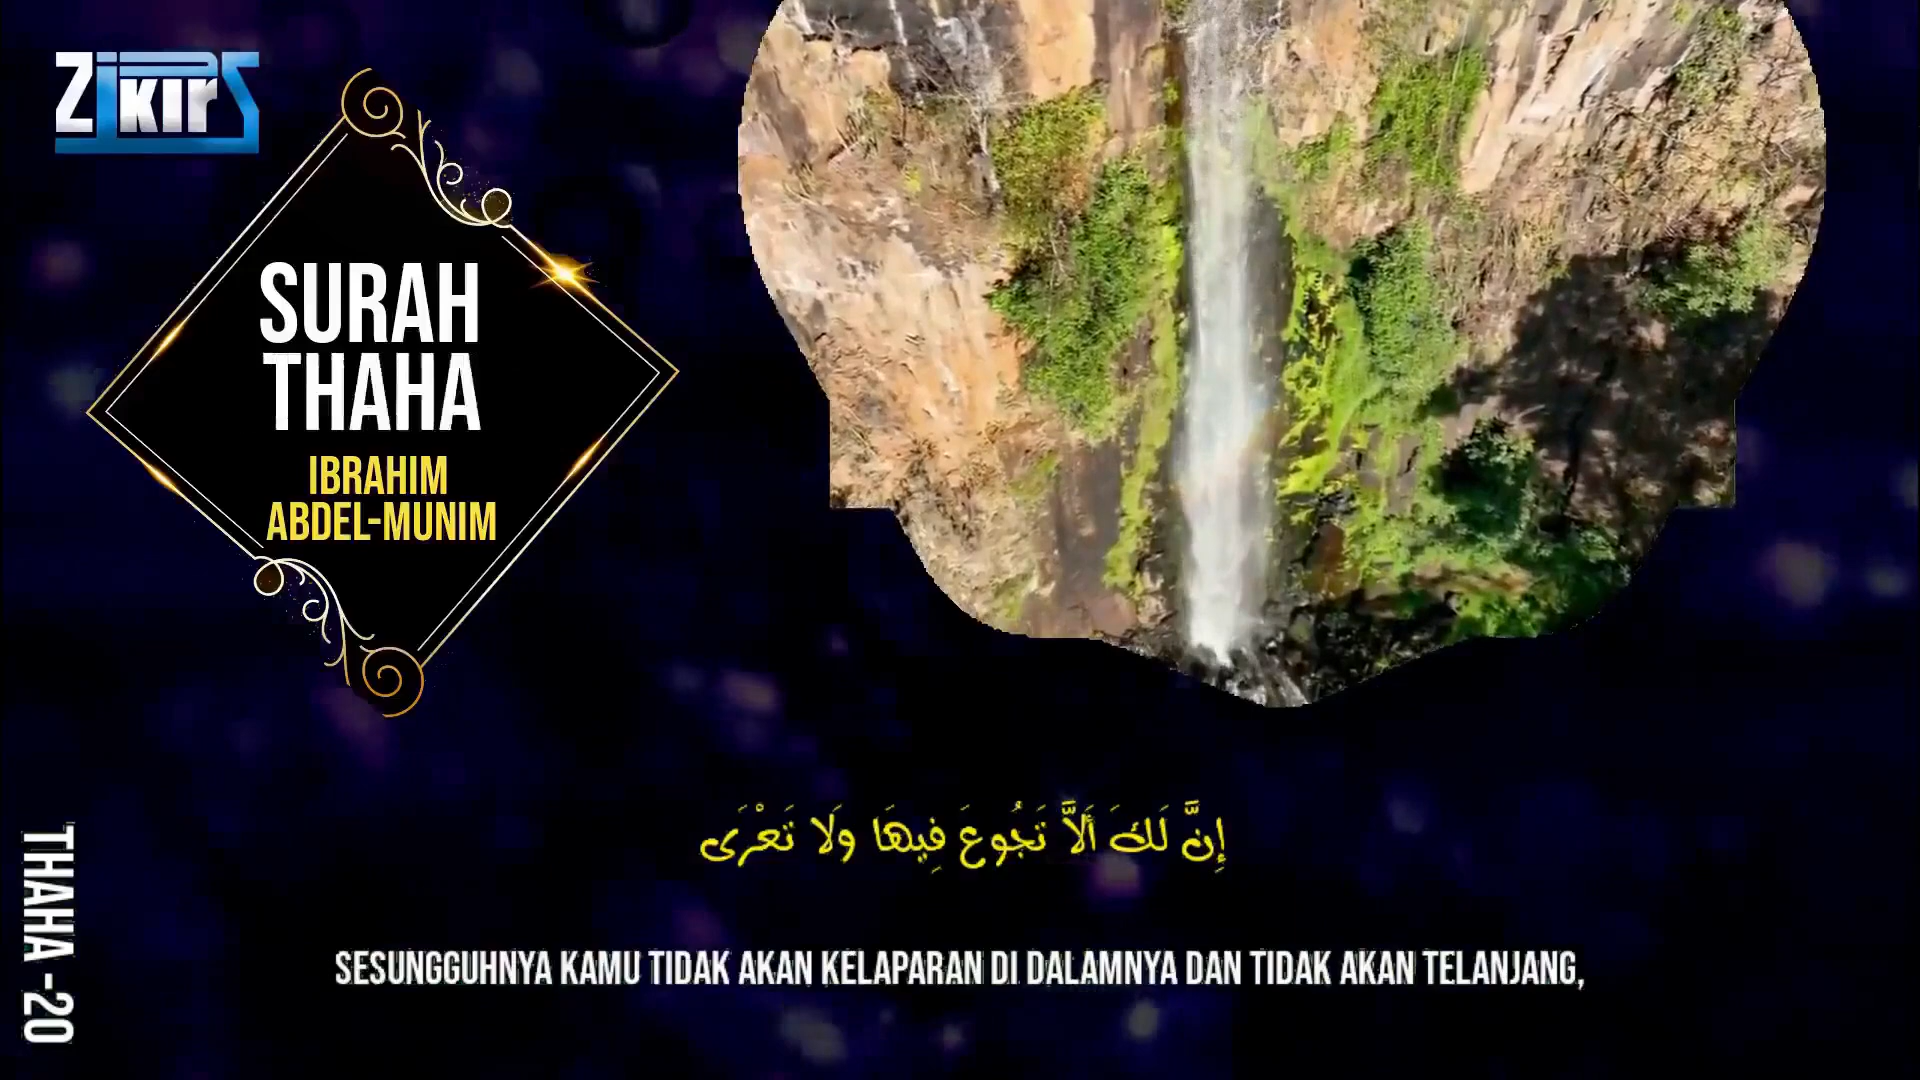 ZikirS
SURAH
THAHA
IBRAHIM
ABDEL-MUNIM
إِنَّ لَكَ أَلَّا تَجُوعَ فِيهَا وَلَا تَعْرَى
SESUNGGUHNYA KAMU TIDAK AKAN KELAPARAN DI DALAMNYA DAN TIDAK AKAN TELANJANG,
THAHA -20